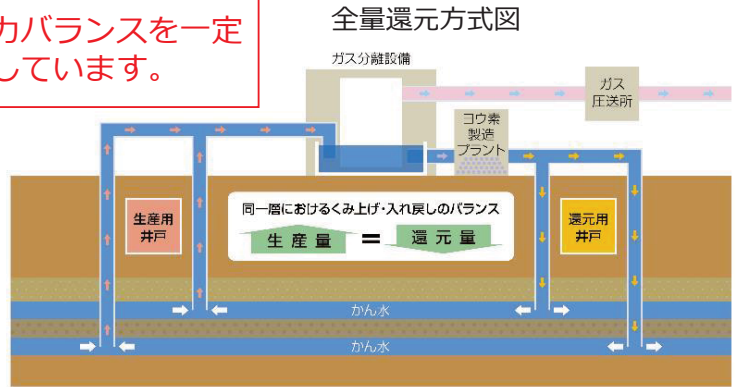 力バランスを一定
しています。
全量還元方式図
ガス分離設備
ガス
圧送所
ヨウ素
製造
プラント
生産用
井戸
同一層におけるくみ上げ・入れ戻しのバランス
生産量 = 還元量
還元用
井戸
かん水
かん水